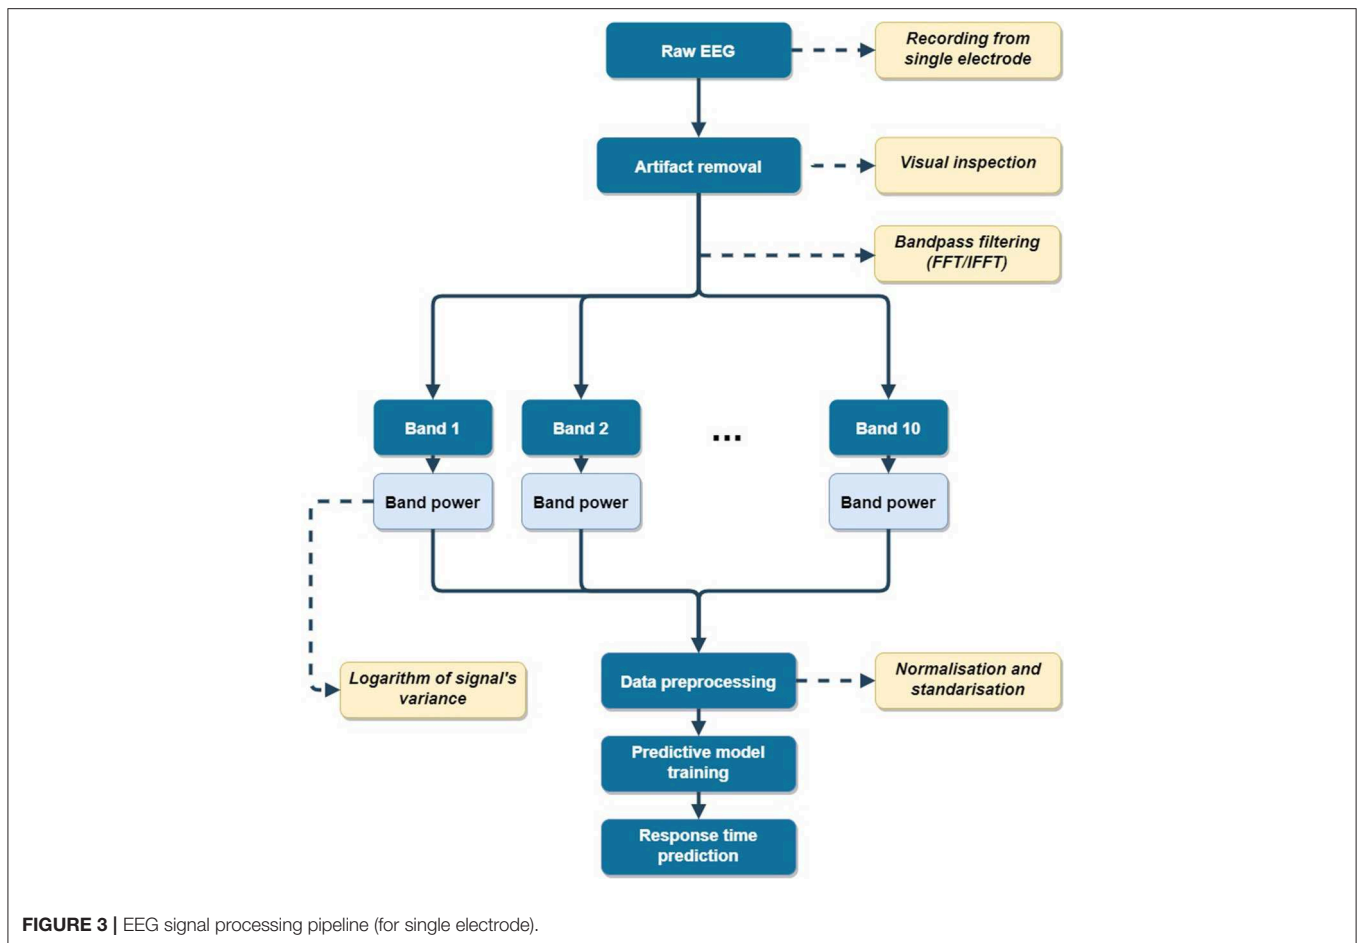 Raw EEG
Recording from
single electrode
Artifact removal
Visual inspection
Bandpass filtering
(FFT/IFFT)
Band 1
Band 2
...
Band 10
Band power
Band power
Band power
Logarithm of signal's
variance
Data preprocessing
Normalisation and
standarisation
Predictive model
training
Response time
prediction
FIGURE 3 | EEG signal processing pipeline (for single electrode).